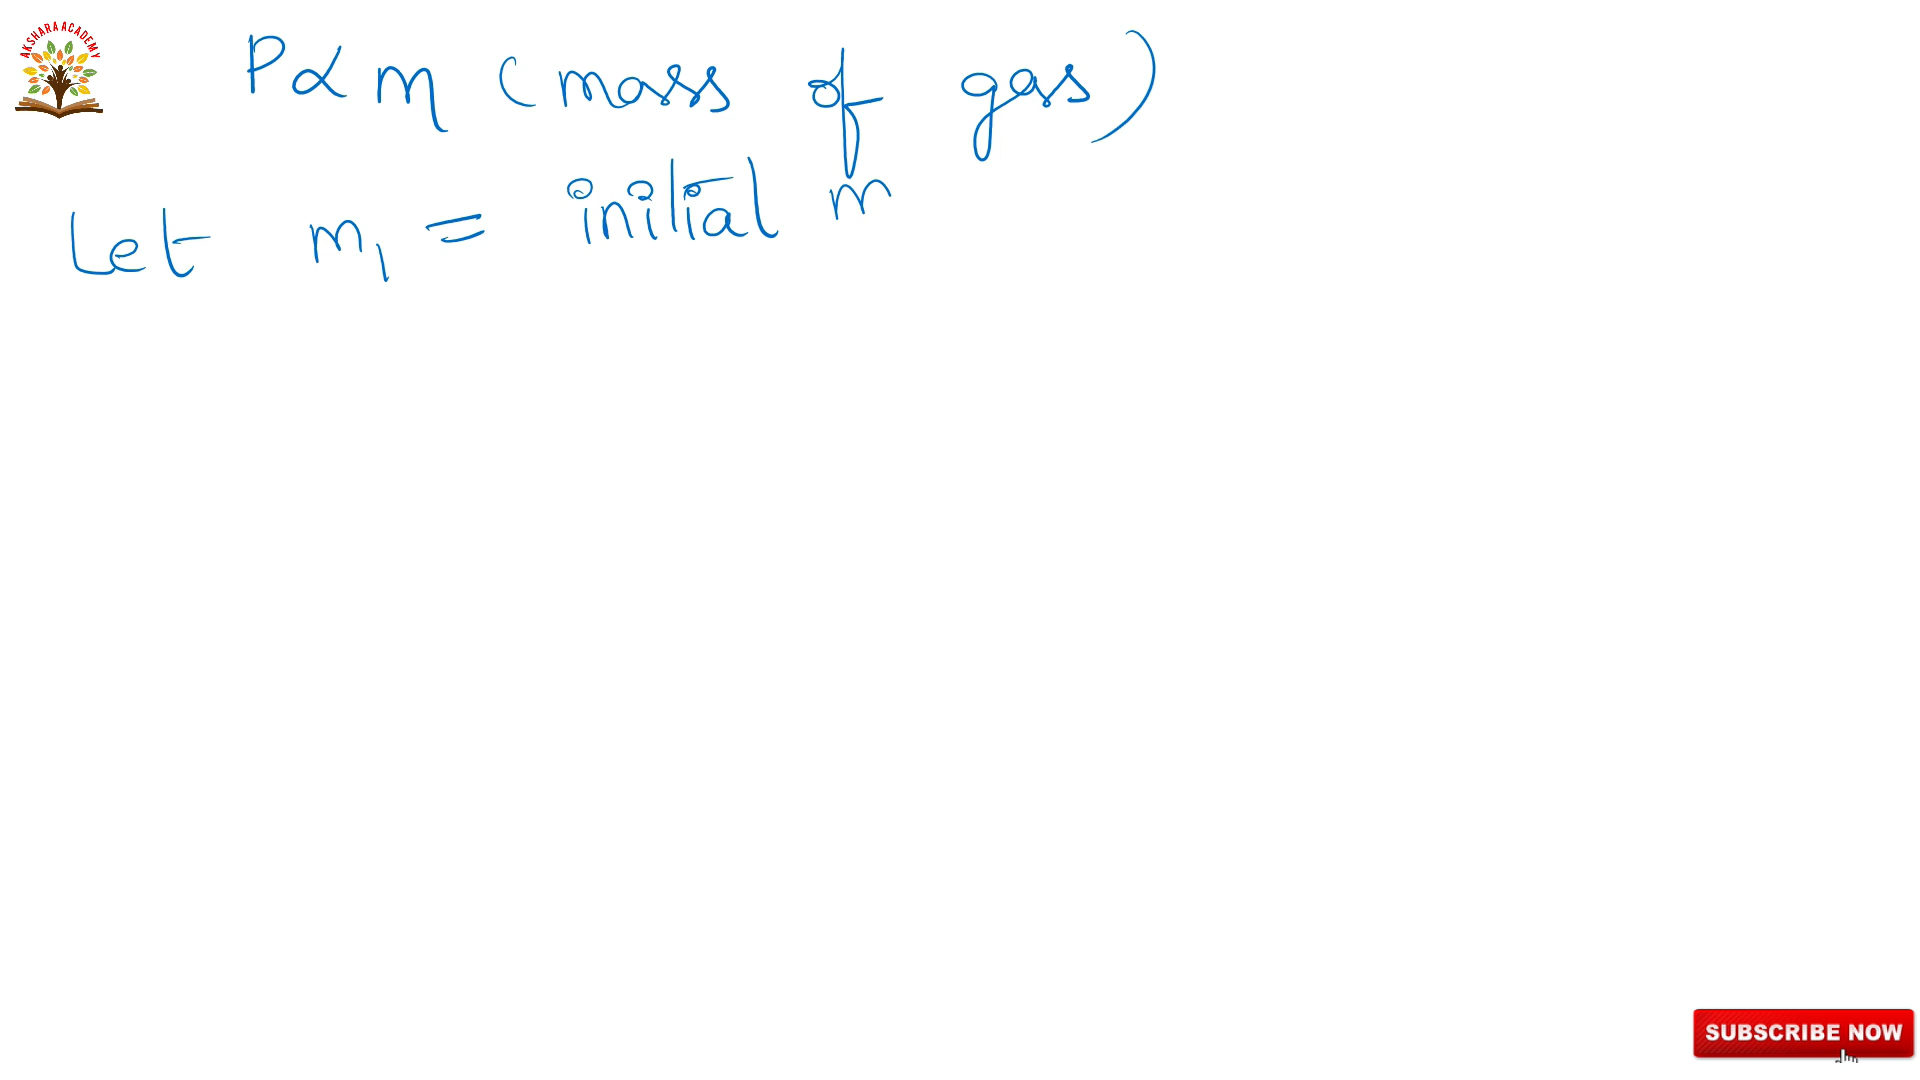 AKSHARA ACADEMY
P ∝ m (mass of gas)
Let m₁ = initial m
SUBSCRIBE NOW